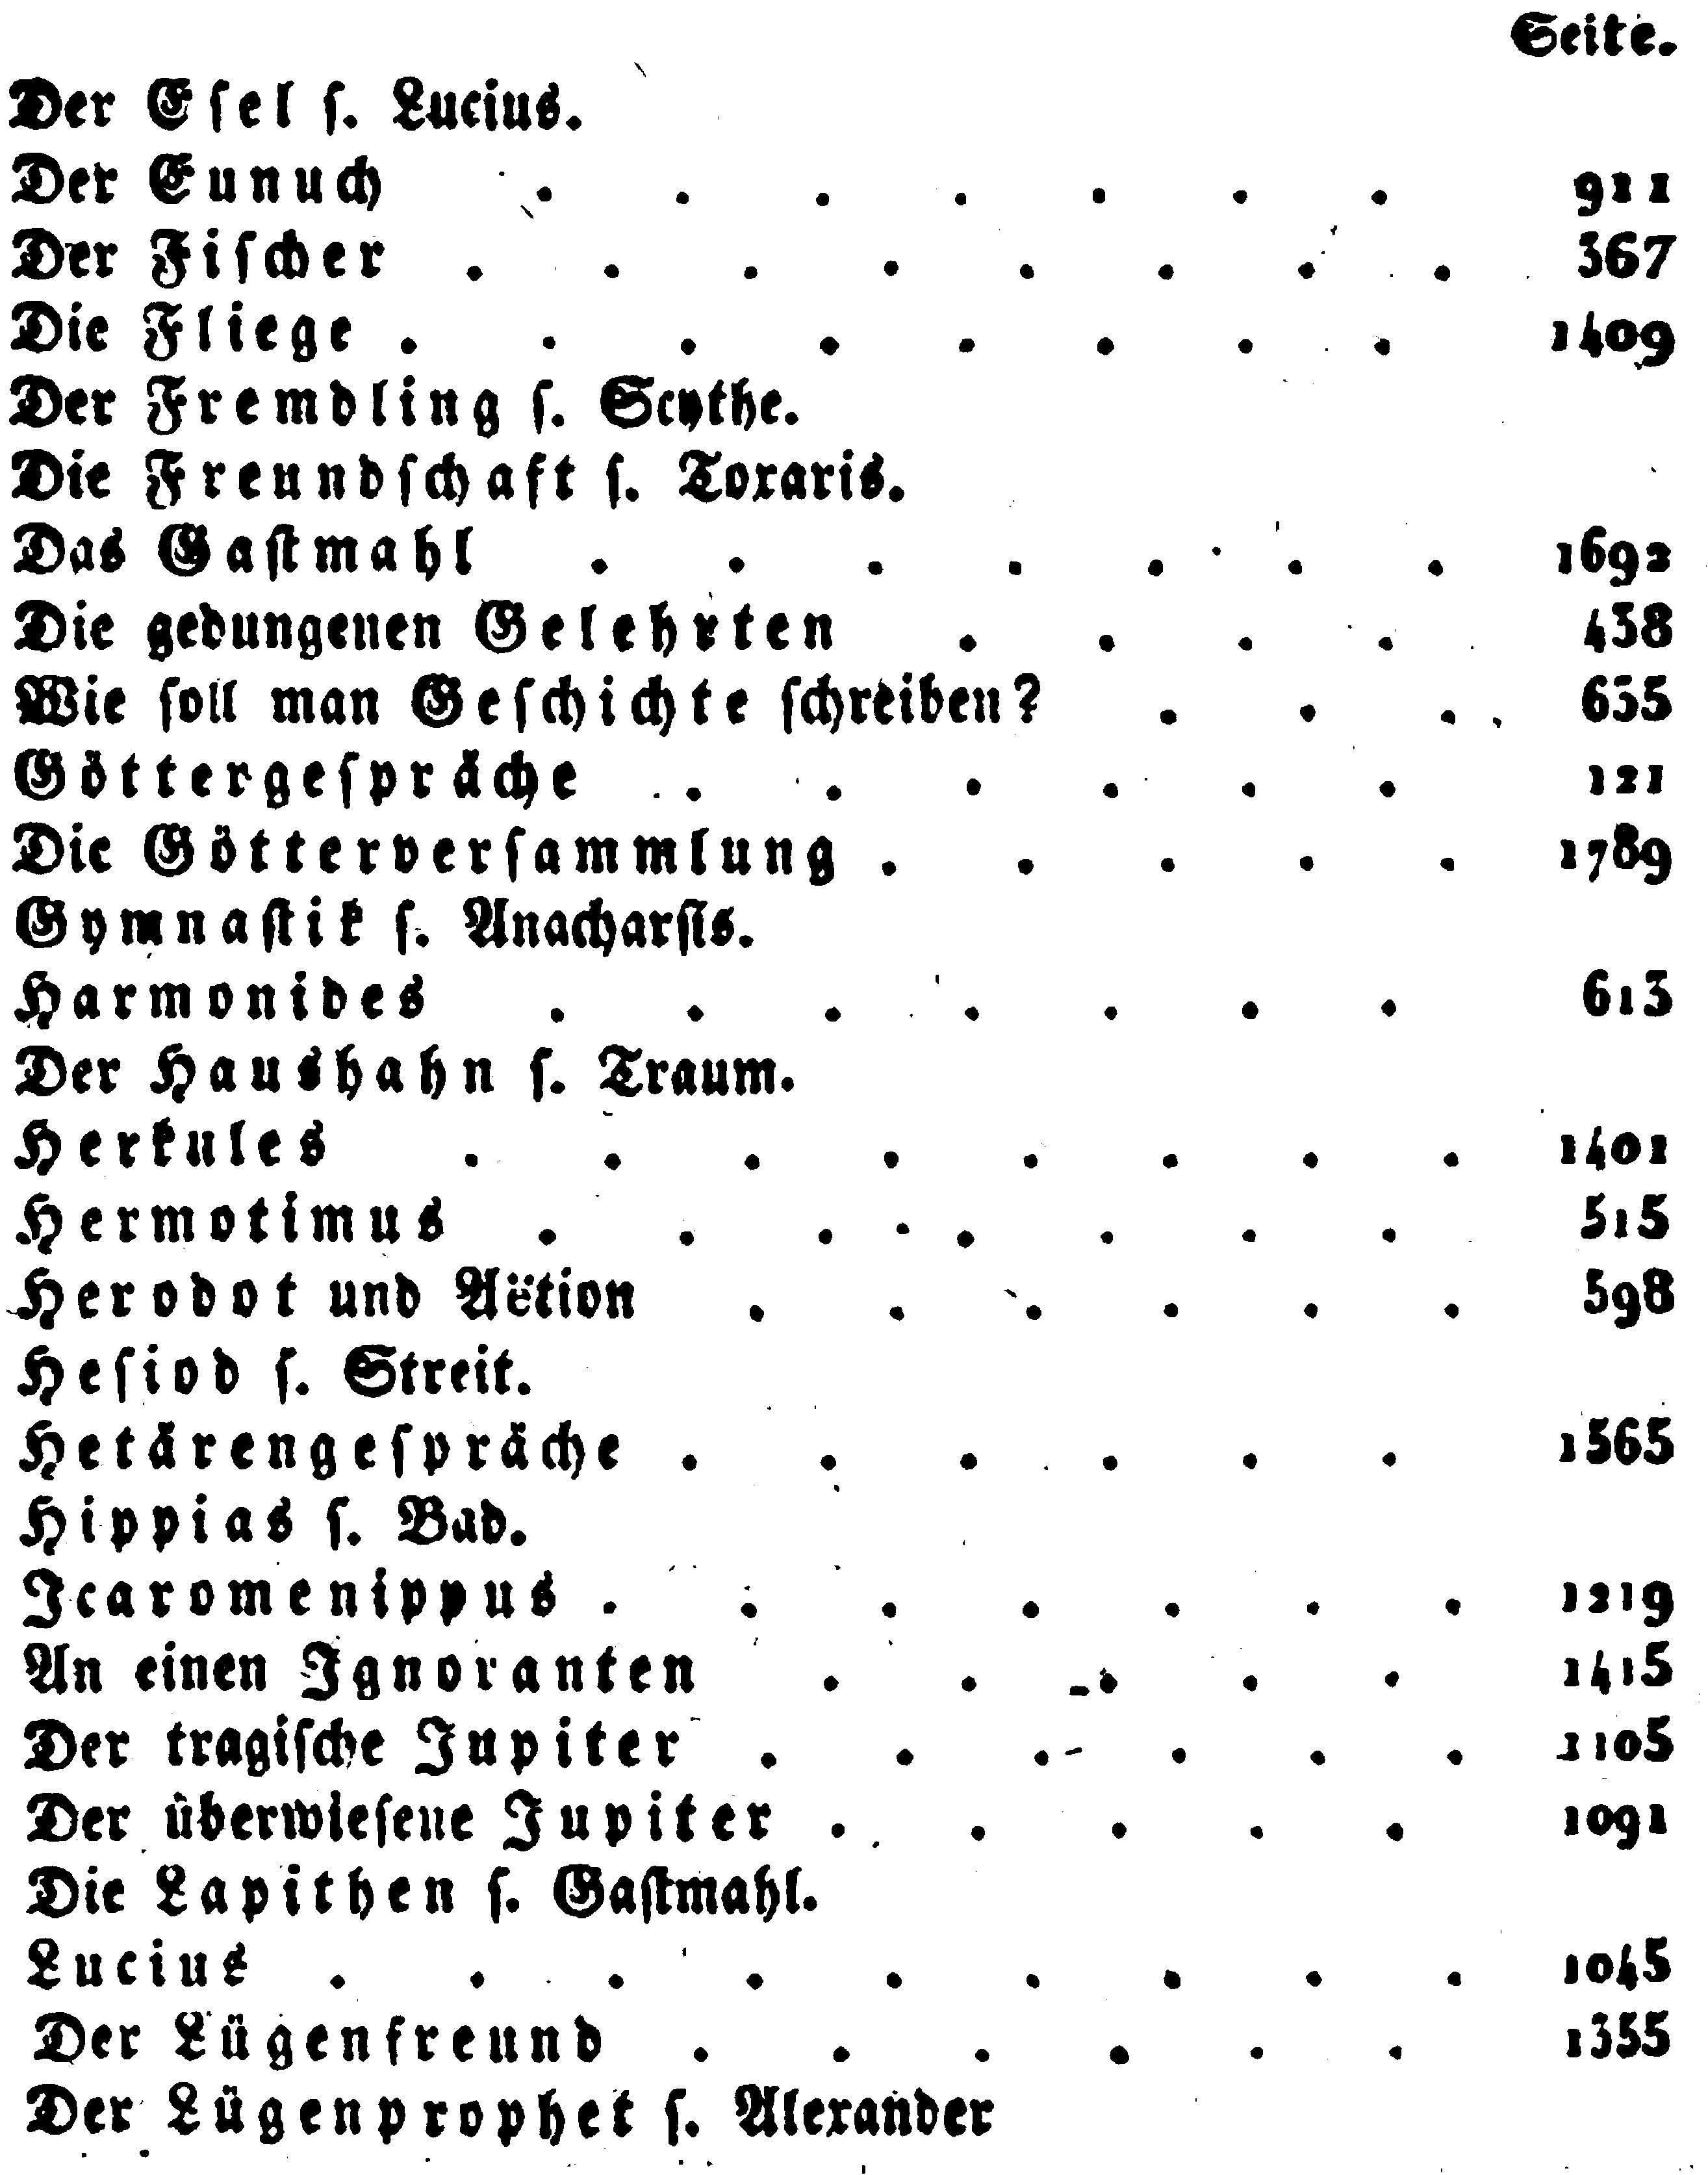 Seite.
Der Eſel ſ. Lucius.
Der Eunuch . . . . . . . 911
Der Fiſcher . . . . . . . . 367
Die Fliege . . . . . . . . 1409
Der Fremdling ſ. Scythe.
Die Freundſchaft ſ. Toxaris.
Das Gaſtmahl . . . . . . . 1692
Die gedungenen Gelehrten . . . . 438
Wie ſoll man Geſchichte ſchreiben? . . . 635
Göttergeſpräche . . . . . . 121
Die Götterverſammlung . . . . . 1789
Gymnaſtik ſ. Anacharſis.
Harmonides . . . . . . . 613
Der Haushahn ſ. Traum.
Herkules . . . . . . . . 1401
Hermotimus . . . . . . . 515
Herodot und Aëtion . . . . . . 598
Heſiod ſ. Streit.
Hetärengeſpräche . . . . . . 1565
Hippias ſ. Bad.
Icaromenippus . . . . . . . 1219
An einen Ignoranten . . . . . 1415
Der tragiſche Jupiter . . . . . . 1105
Der überwieſene Jupiter . . . . . 1091
Die Lapithen ſ. Gaſtmahl.
Lucius . . . . . . . . . 1045
Der Lügenfreund . . . . . . 1355
Der Lügenprophet ſ. Alexander